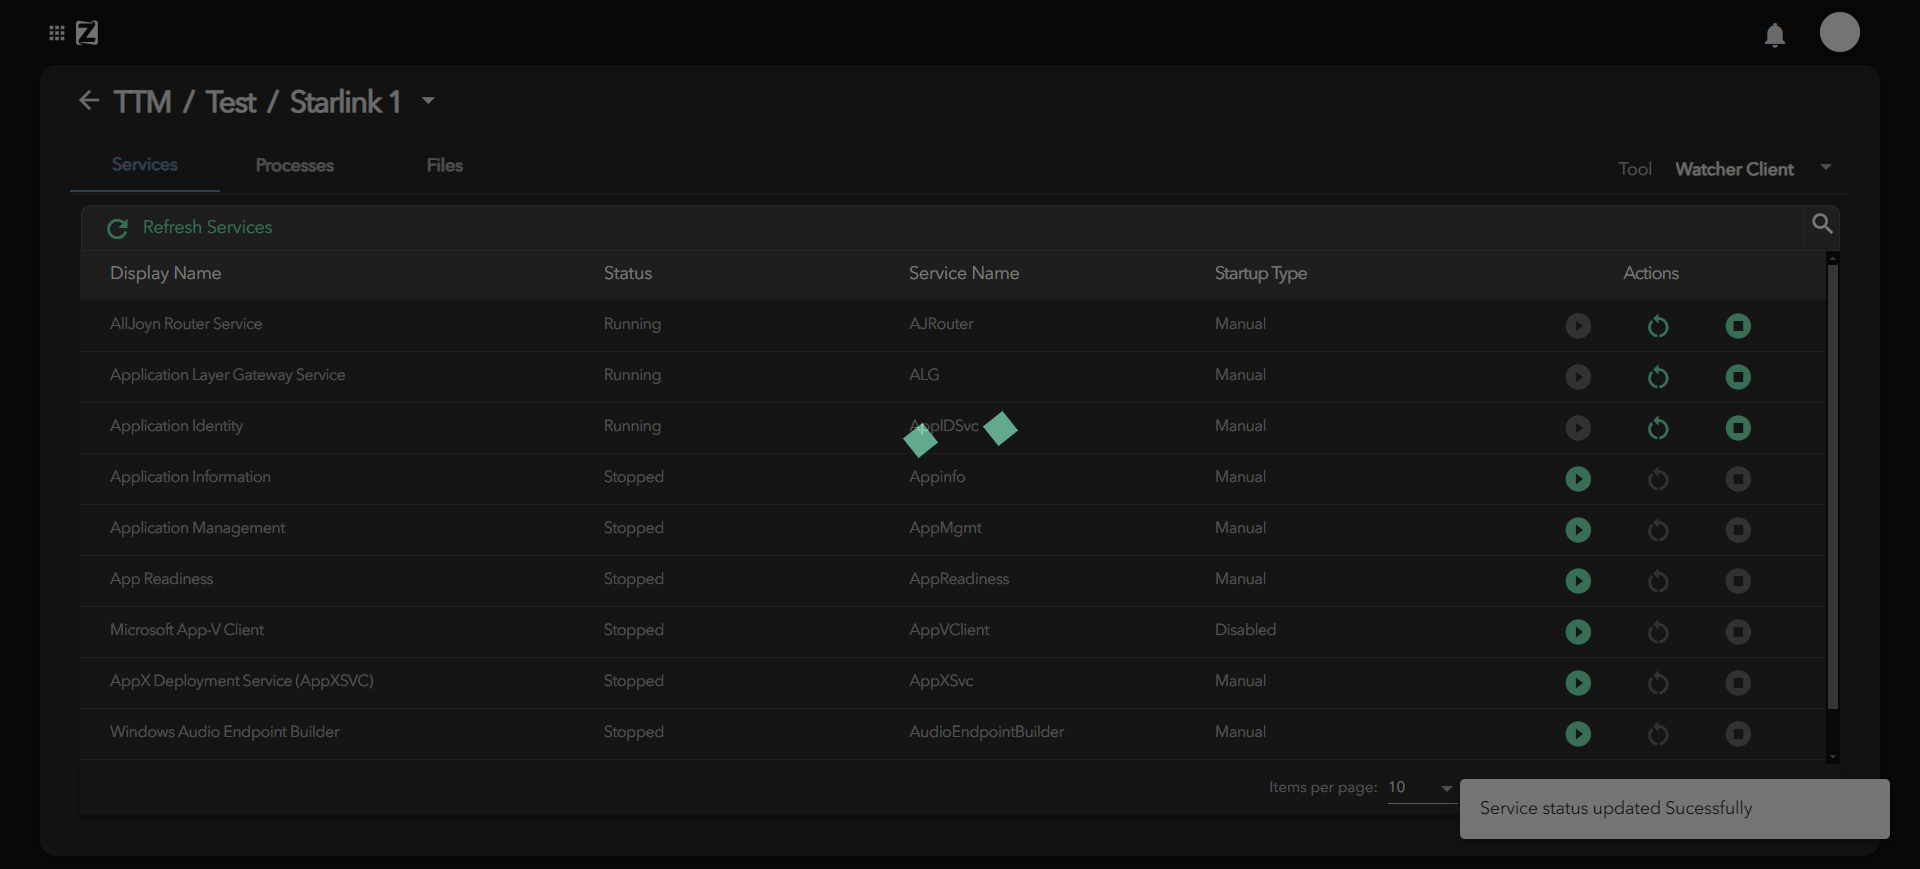 Z
TTM / Test / Starlink 1
Services Processes Files Tool Watcher Client
Refresh Services
Display Name Status Service Name Startup Type Actions
AllJoyn Router Service Running AJRouter Manual
Application Layer Gateway Service Running ALG Manual
Application Identity Running AppIDSvc Manual
Application Information Stopped Appinfo Manual
Application Management Stopped AppMgmt Manual
App Readiness Stopped AppReadiness Manual
Microsoft App-V Client Stopped AppVClient Disabled
AppX Deployment Service (AppXSVC) Stopped AppXSvc Manual
Windows Audio Endpoint Builder Stopped AudioEndpointBuilder Manual
Items per page: 10
Service status updated Sucessfully